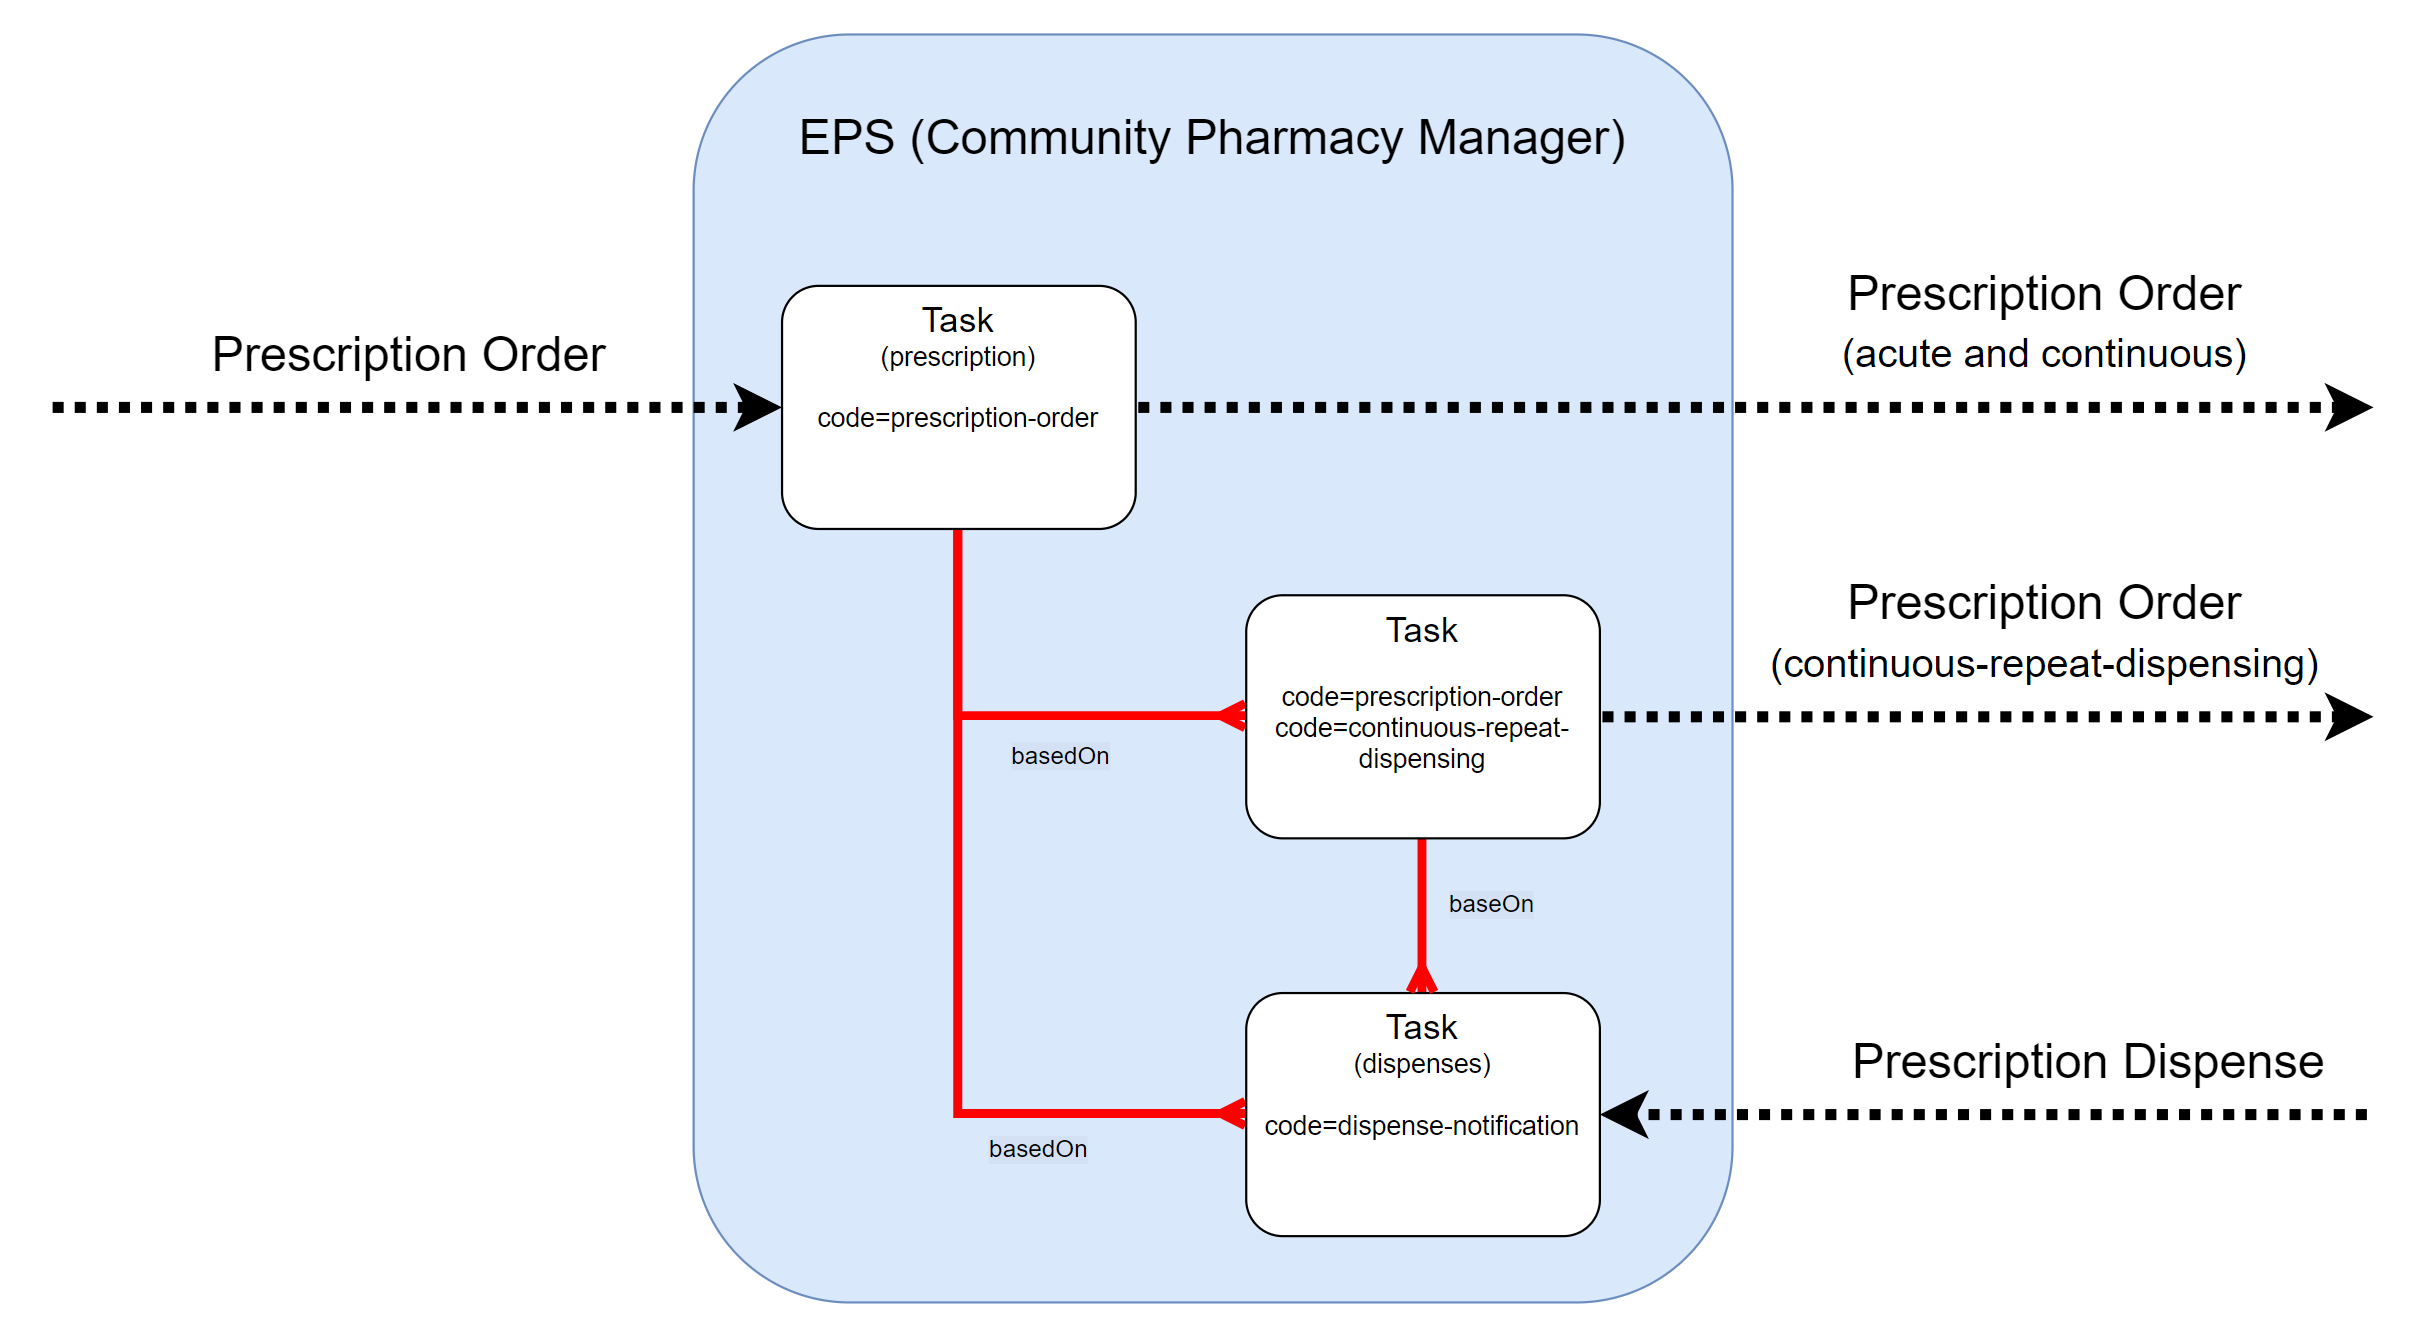 EPS (Community Pharmacy Manager)
Prescription Order
Task
(prescription)
code=prescription-order
Prescription Order
(acute and continuous)
Task
code=prescription-order
code=continuous-repeat-
dispensing
Prescription Order
(continuous-repeat-dispensing)
basedOn
baseOn
Task
(dispenses)
code=dispense-notification
Prescription Dispense
basedOn